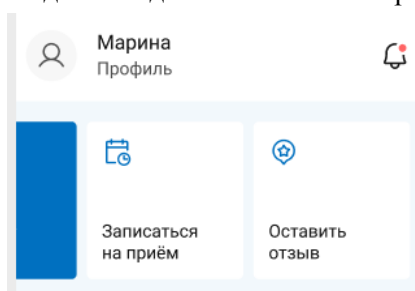 Марина
Профиль
Записаться
на приём
Оставить
отзыв